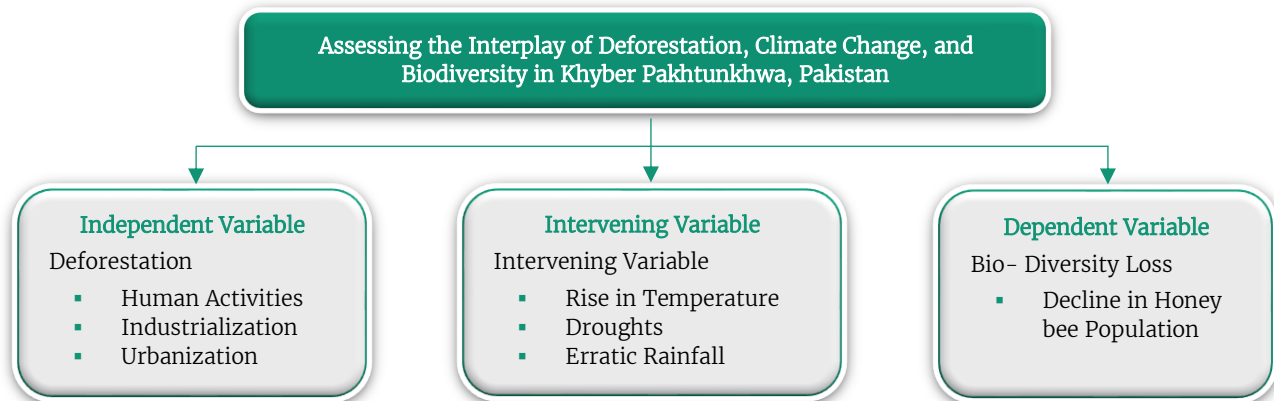 Assessing the Interplay of Deforestation, Climate Change, and
Biodiversity in Khyber Pakhtunkhwa, Pakistan
Independent Variable
Deforestation
▪ Human Activities
▪ Industrialization
▪ Urbanization
Intervening Variable
Intervening Variable
▪ Rise in Temperature
▪ Droughts
▪ Erratic Rainfall
Dependent Variable
Bio- Diversity Loss
▪ Decline in Honey
bee Population